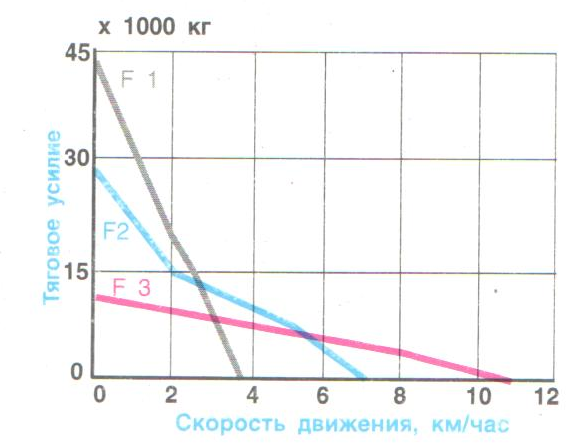 x 1000 кг
45
F 1
30
F2
15
F 3
0
0 2 4 6 8 10 12
Тяговое усилие
Скорость движения, км/час